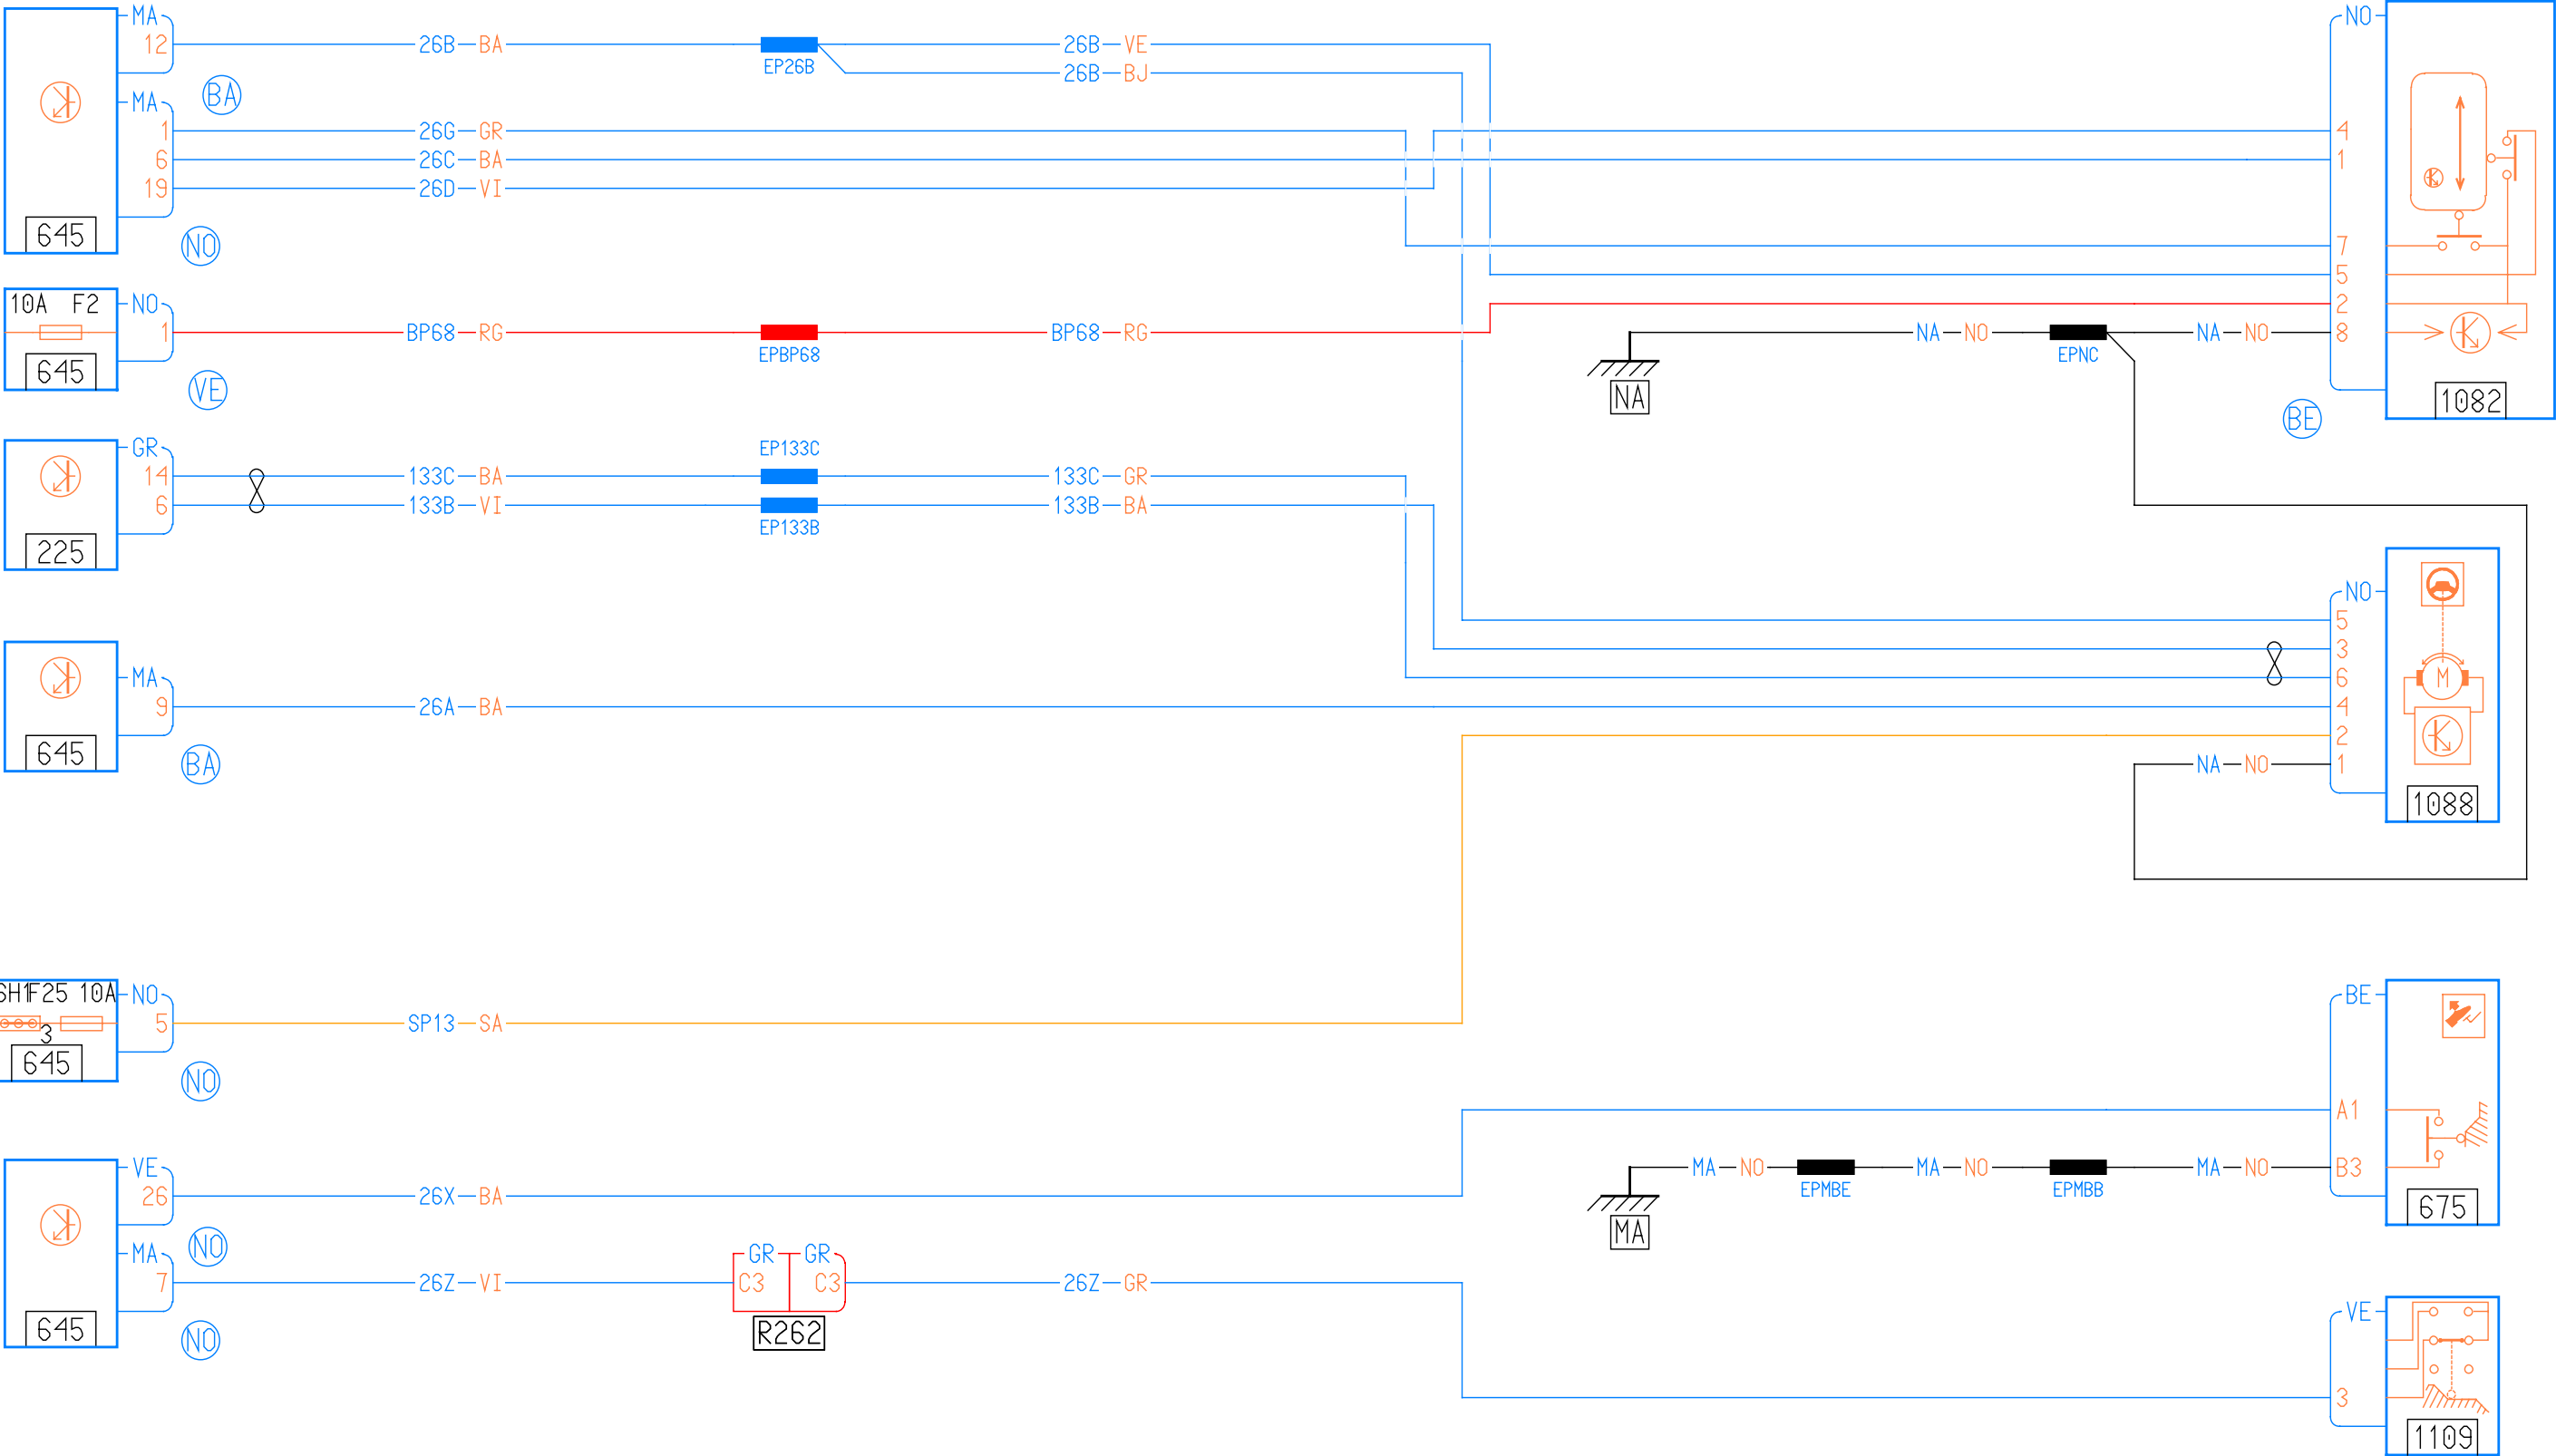 MA NO
12 26B BA 26B VE
EP26B 26B BJ
BA
MA
1 26G GR 4
6 26C BA 1
19 26D VI
645
NO 7
5
10A F2 NO 2
1 BP68 RG BP68 RG NA NO NA NO 8
EPBP68 EPNC
645 NA 1082
VE BE
GR EP133C
14 133C BA 133C GR
6 133B VI 133B BA
EP133B
225
NO
5
3
MA 6 M
9 26A BA 4
2
645 BA NA NO 1
1088
F25 10A NO BE
5 SP13 SA
3
645
NO
A1
VE MA NO MA NO MA NO B3
26 26X BA EPMBE EPMBB
675
NO MA
MA GR GR
7 26Z VI C3 C3 26Z GR
VE
645 R262
NO
3
1109